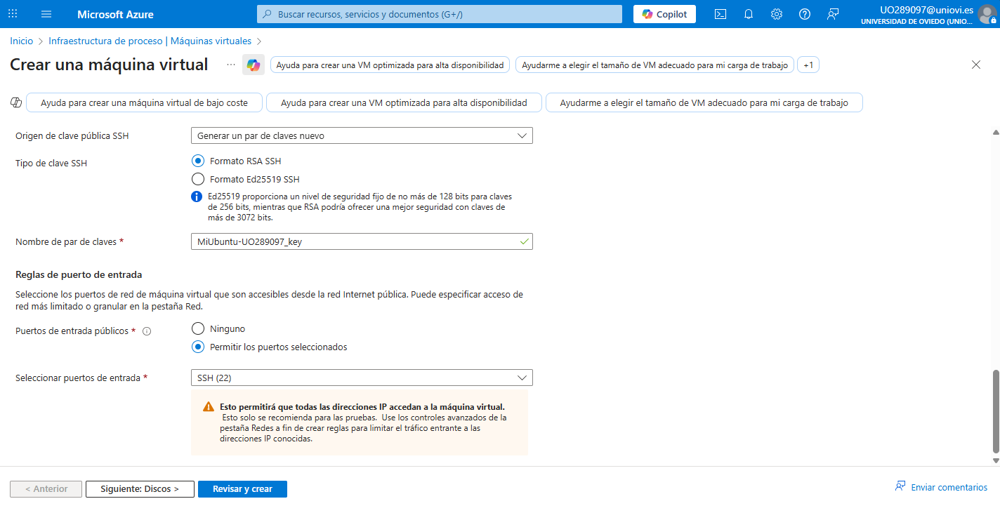 Microsoft Azure
Buscar recursos, servicios y documentos (G+/)
Copilot
UO289097@uniovi.es
UNIVERSIDAD DE OVIEDO (UNIO...
Inicio > Infraestructura de proceso | Máquinas virtuales >
Crear una máquina virtual
...
Ayuda para crear una VM optimizada para alta disponibilidad
Ayudarme a elegir el tamaño de VM adecuado para mi carga de trabajo
+1
Ayuda para crear una máquina virtual de bajo coste
Ayuda para crear una VM optimizada para alta disponibilidad
Ayudarme a elegir el tamaño de VM adecuado para mi carga de trabajo
Origen de clave pública SSH
Generar un par de claves nuevo
Tipo de clave SSH
Formato RSA SSH
Formato Ed25519 SSH
Ed25519 proporciona un nivel de seguridad fijo de no más de 128 bits para claves
de 256 bits, mientras que RSA podría ofrecer una mejor seguridad con claves de
más de 3072 bits.
Nombre de par de claves *
MiUbuntu-UO289097_key
Reglas de puerto de entrada
Seleccione los puertos de red de máquina virtual que son accesibles desde la red Internet pública. Puede especificar acceso de
red más limitado o granular en la pestaña Red.
Puertos de entrada públicos *
Ninguno
Permitir los puertos seleccionados
Seleccionar puertos de entrada *
SSH (22)
Esto permitirá que todas las direcciones IP accedan a la máquina virtual.
Esto solo se recomienda para las pruebas. Use los controles avanzados de la
pestaña Redes a fin de crear reglas para limitar el tráfico entrante a las
direcciones IP conocidas.
< Anterior
Siguiente: Discos >
Revisar y crear
Enviar comentarios